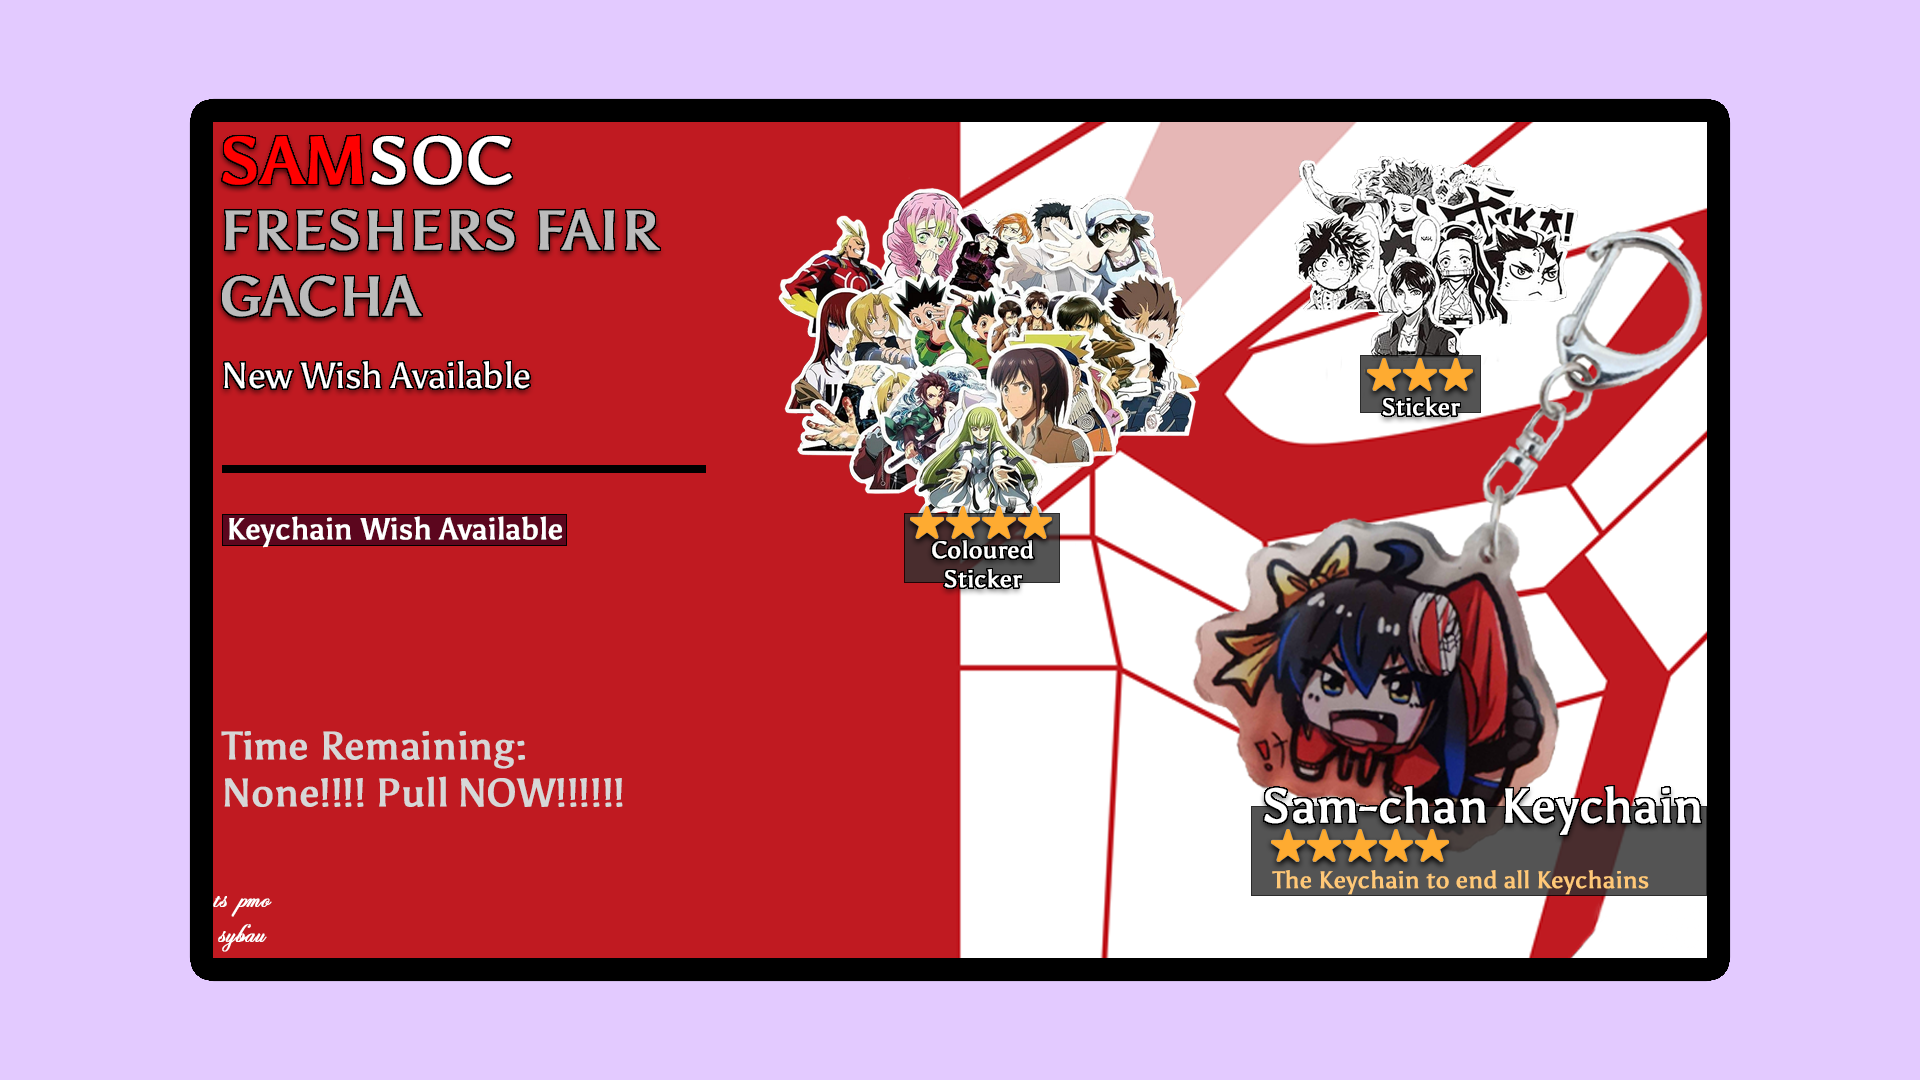 SAMSOC
FRESHERS FAIR
GACHA
New Wish Available
Keychain Wish Available
Time Remaining:
None!!!! Pull NOW!!!!!!
ts pmo
sybau
Coloured
Sticker
NAH,
Sticker
Sam-chan Keychain
The Keychain to end all Keychains